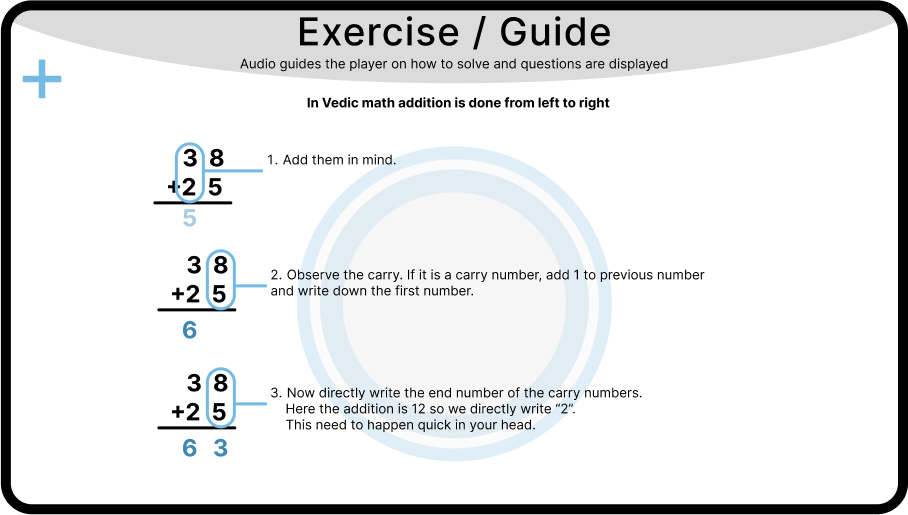 Exercise / Guide
Audio guides the player on how to solve and questions are displayed
In Vedic math addition is done from left to right
3 8
+2 5
5
1. Add them in mind.
3 8
+2 5
6
2. Observe the carry. If it is a carry number, add 1 to previous number
and write down the first number.
3 8
+2 5
6 3
3. Now directly write the end number of the carry numbers.
Here the addition is 12 so we directly write “2”.
This need to happen quick in your head.